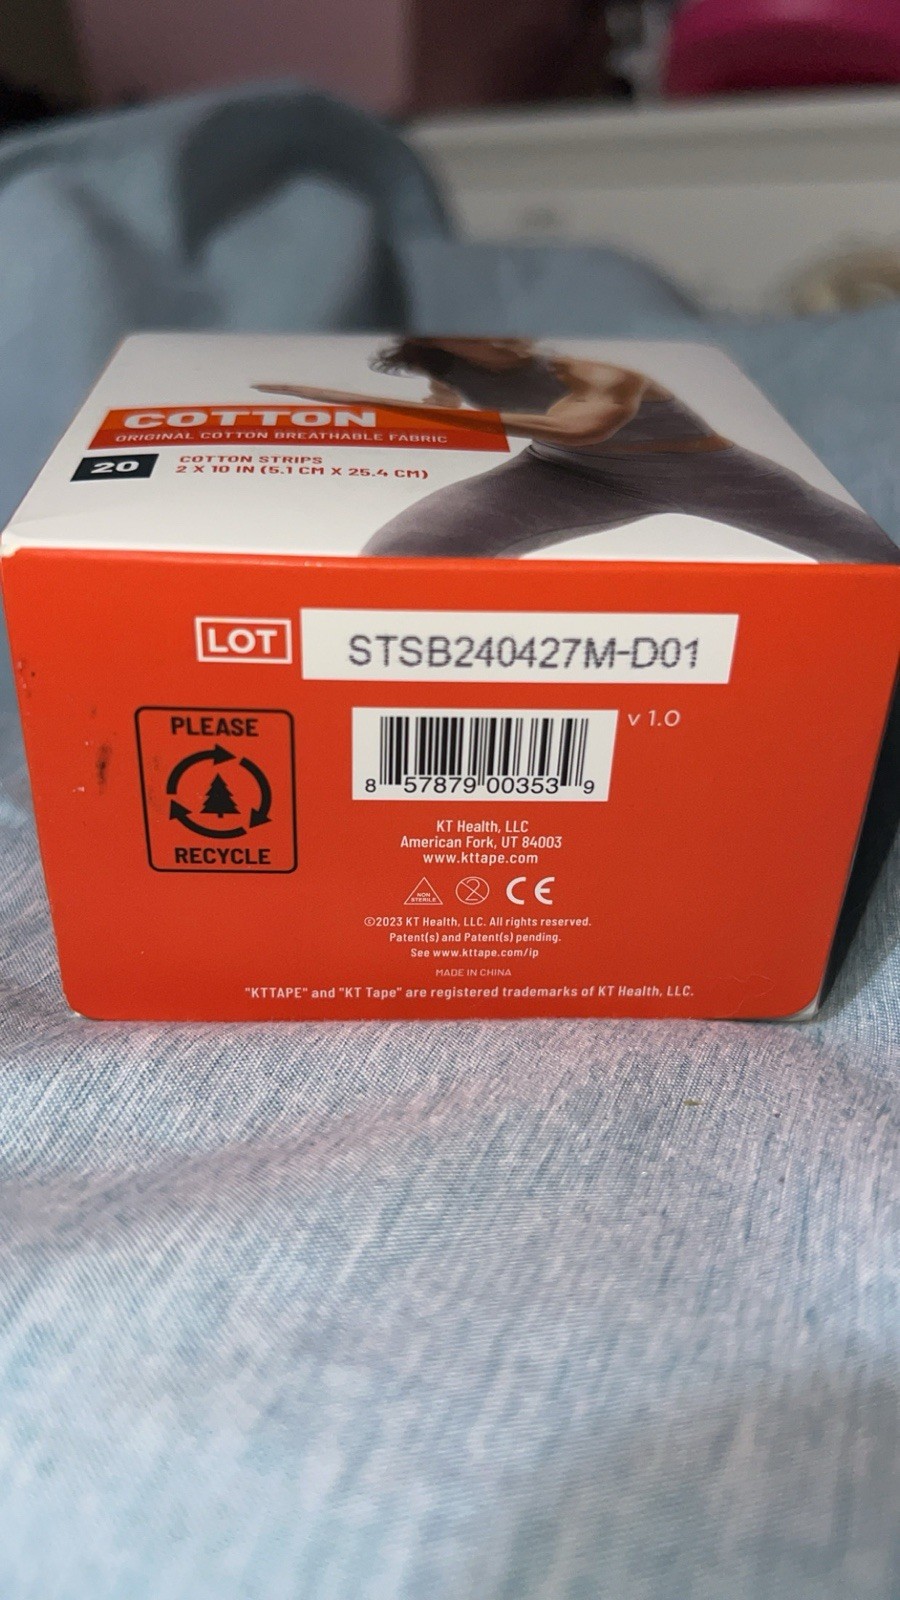 COTTON
ORIGINAL COTTON BREATHABLE FABRIC
20
COTTON STRIPS
2 X 10 IN (5.1 CM X 25.4 CM)
LOT
STSB240427M-D01
PLEASE
RECYCLE
v 1.0
8 57879 00353 9
KT Health, LLC
American Fork, UT 84003
www.kttape.com
NON
STERILE
2
CE
©2023 KT Health, LLC. All rights reserved.
Patent(s) and Patent(s) pending.
See www.kttape.com/ip
MADE IN CHINA
"KTTAPE" and "KT Tape" are registered trademarks of KT Health, LLC.